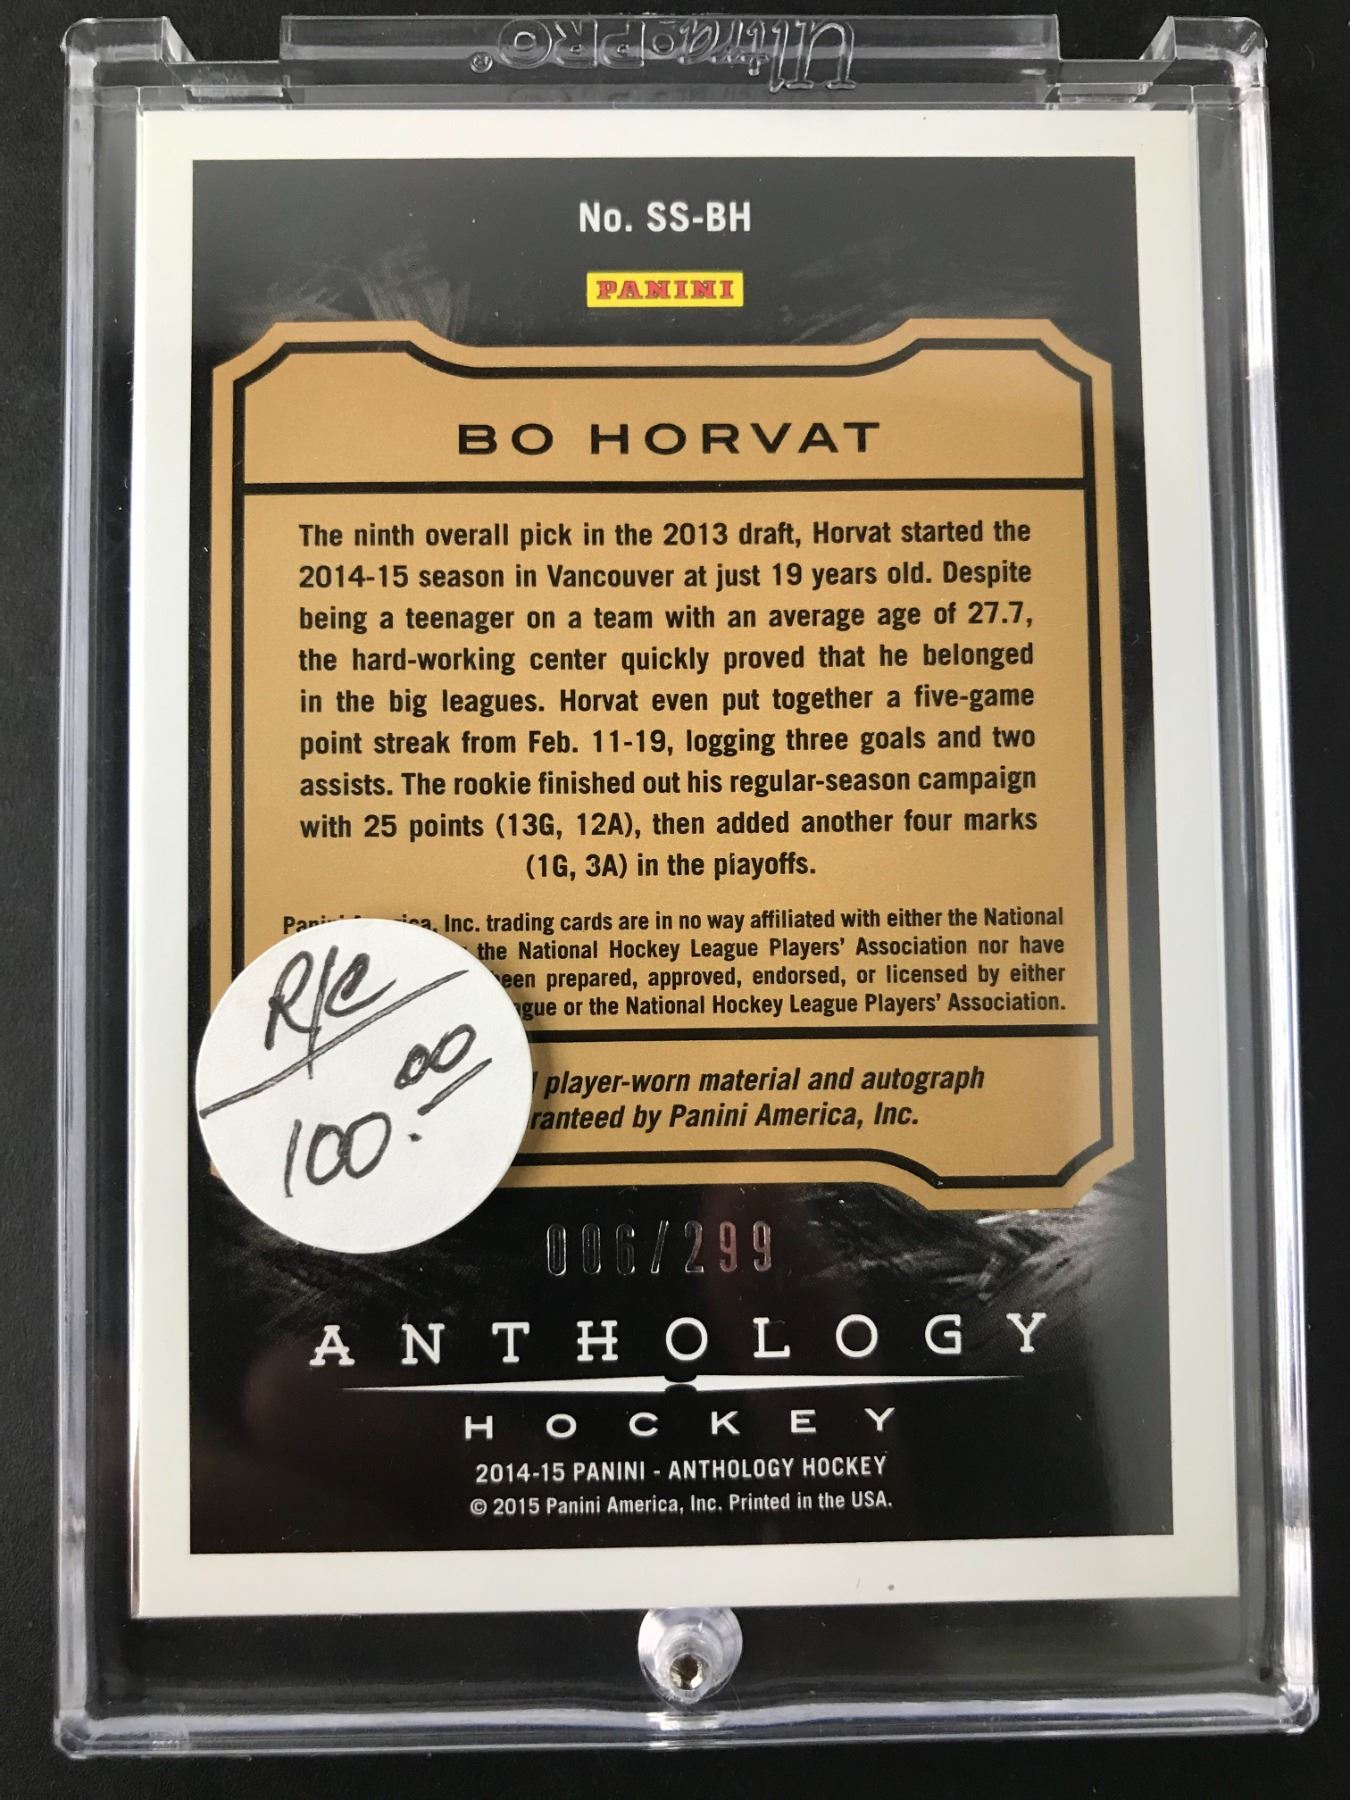 Ultra•PRO®
No. SS-BH
PANINI
BO HORVAT
The ninth overall pick in the 2013 draft, Horvat started the
2014-15 season in Vancouver at just 19 years old. Despite
being a teenager on a team with an average age of 27.7,
the hard-working center quickly proved that he belonged
in the big leagues. Horvat even put together a five-game
point streak from Feb. 11-19, logging three goals and two
assists. The rookie finished out his regular-season campaign
with 25 points (13G, 12A), then added another four marks
(1G, 3A) in the playoffs.
Inc. trading cards are in no way affiliated with either the National
the National Hockey League Players' Association nor have
prepared, approved, endorsed, or licensed by either
or the National Hockey League Players' Association.
player-worn material and autograph
by Panini America, Inc.
R/C
100.00
006/299
ANTHOLOGY
HOCKEY
2014-15 PANINI - ANTHOLOGY HOCKEY
© 2015 Panini America, Inc. Printed in the USA.